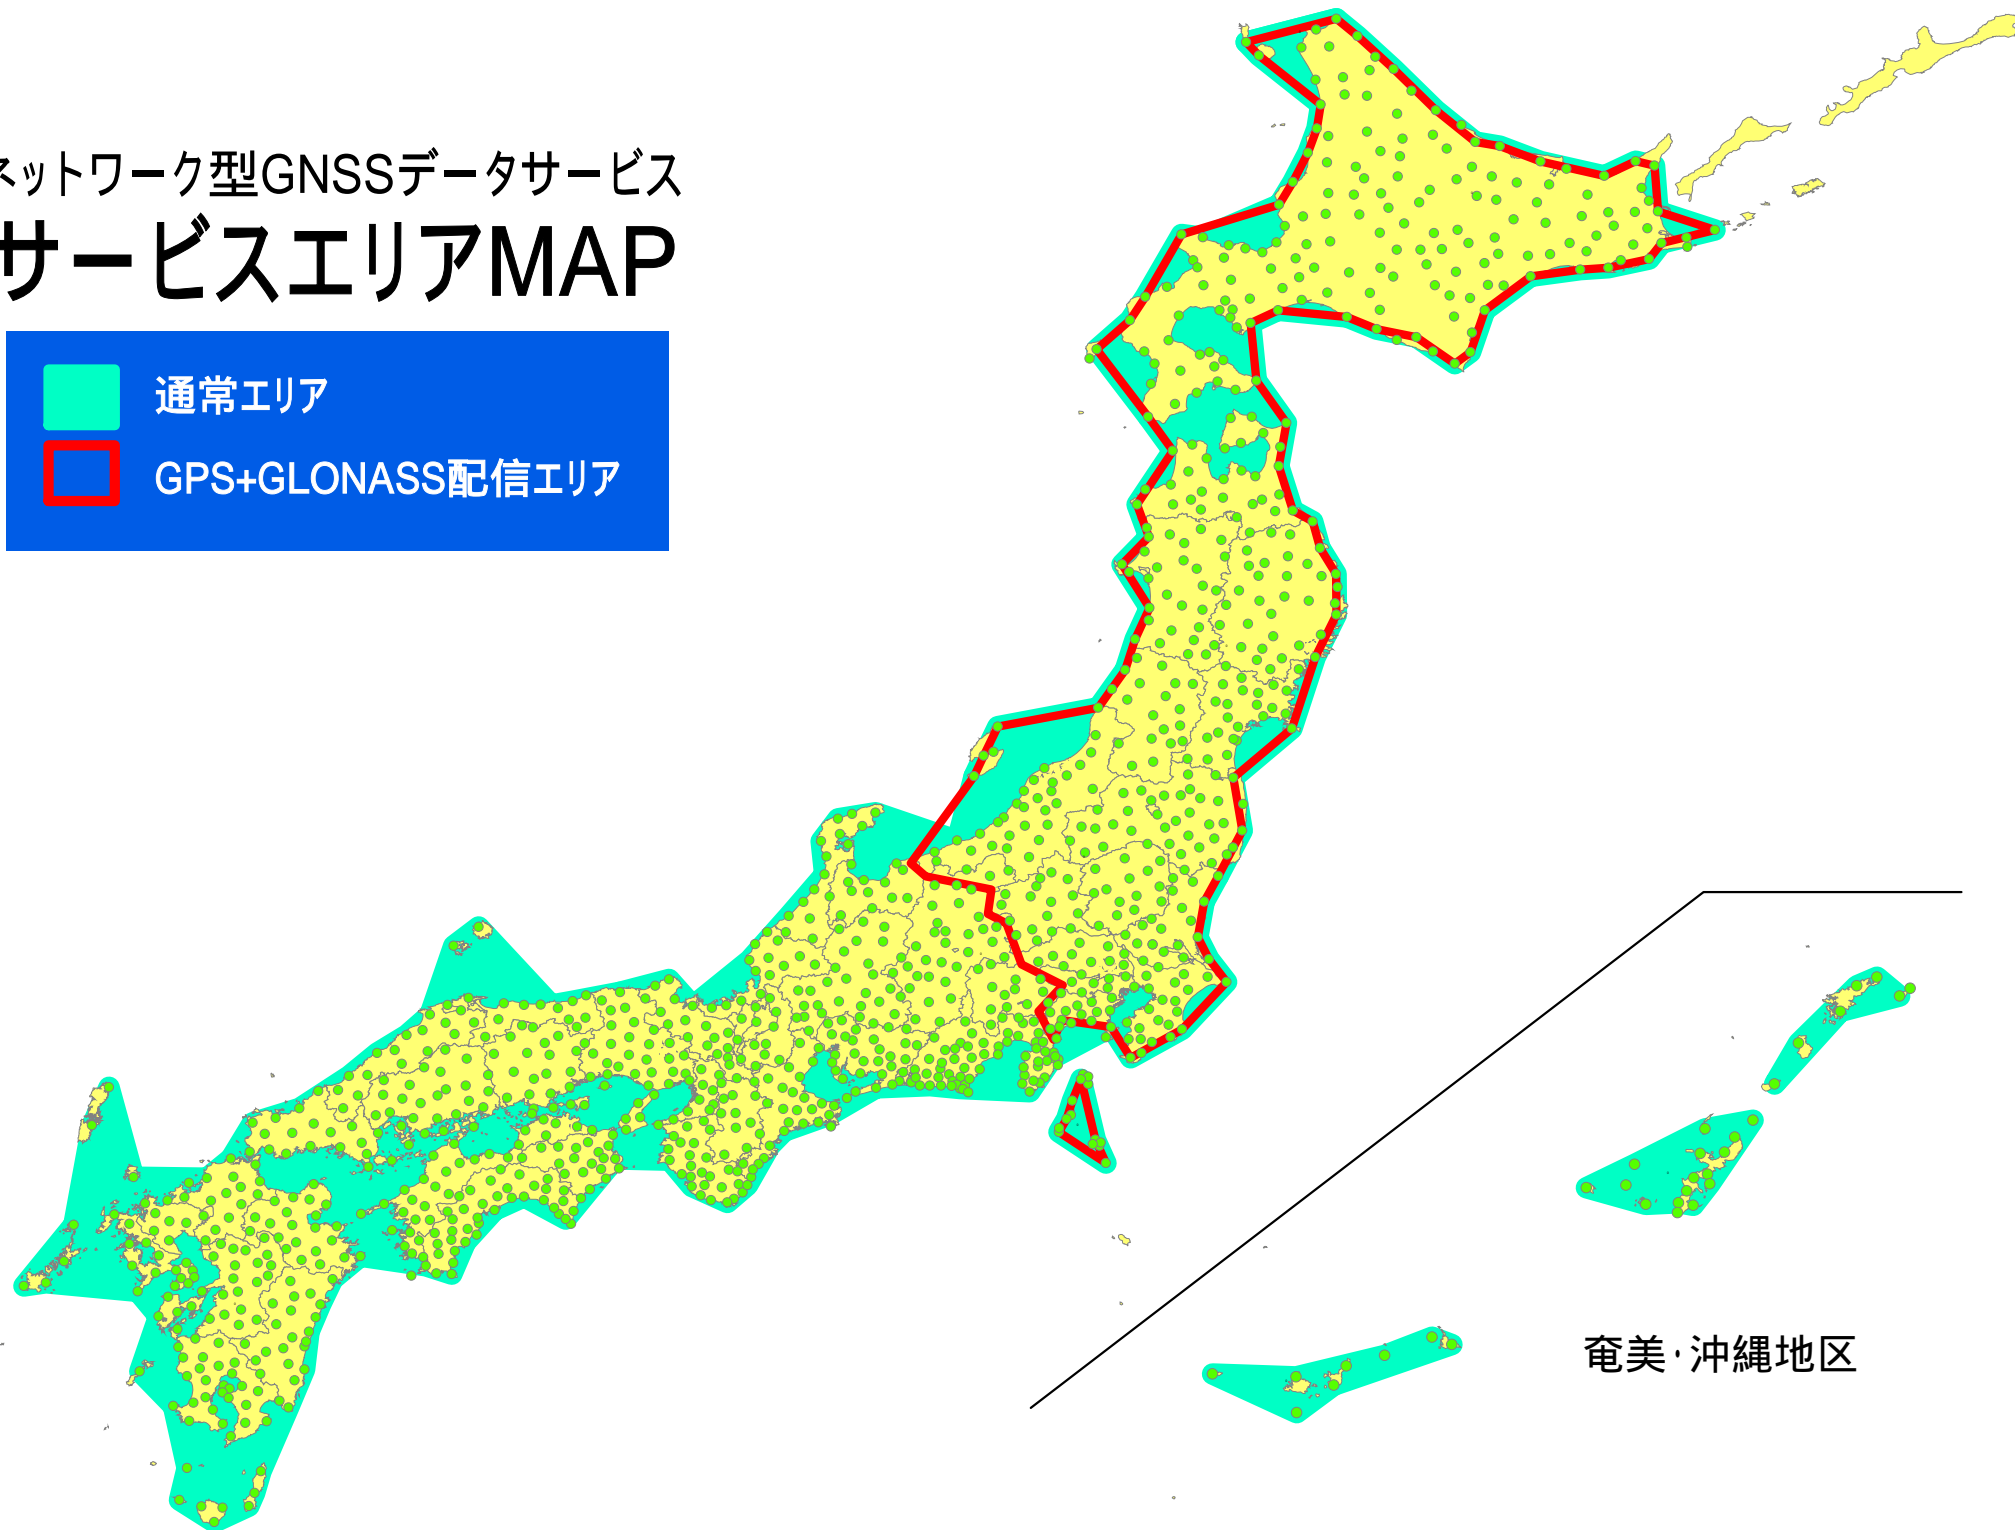 ネットワーク型GNSSデータサービス
サービスエリアMAP
通常エリア
GPS+GLONASS配信エリア
奄美・沖縄地区